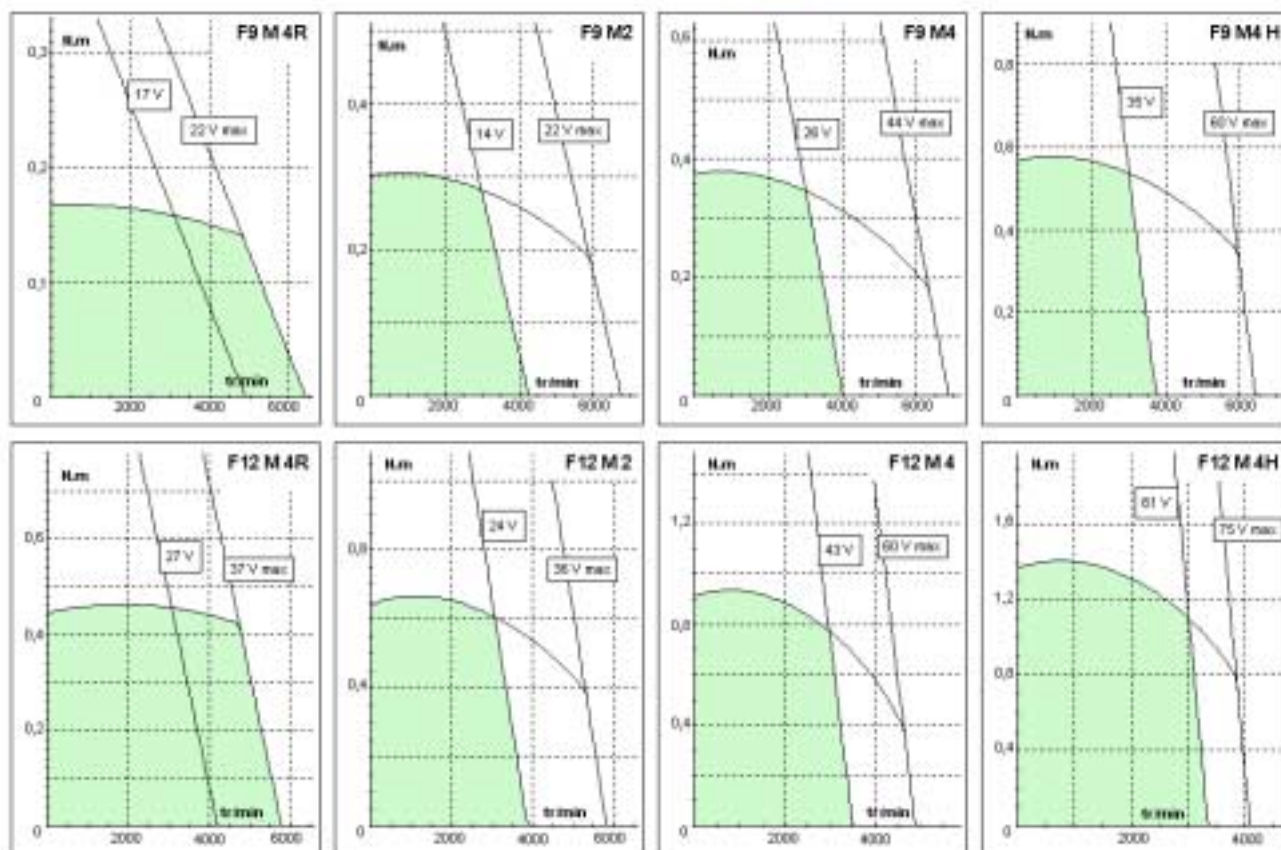 F9 M 4R
N.m
0,3
17 V
22 V max
0,2
0,1
tr/min
0
2000
4000
6000
F9 M2
N.m
0,4
14 V
22 V max
0,2
tr/min
0
2000
4000
6000
F9 M4
0,6
N.m
26 V
44 V max
0,4
0,2
tr/min
0
2000
4000
6000
F9 M4 H
N.m
0,8
35 V
60 V max
0,6
0,4
0,2
tr/min
0
2000
4000
6000
F12 M 4R
N.m
0,6
27 V
37 V max
0,4
0,2
tr/min
0
2000
4000
6000
F12 M 2
N.m
24 V
0,8
36 V max
0,4
tr/min
0
2000
4000
6000
F12 M 4
N.m
1,2
43 V
60 V max
0,8
0,4
tr/min
0
2000
4000
F12 M 4H
N.m
61 V
75 V max
1,6
1,2
0,8
0,4
tr/min
0
2000
4000